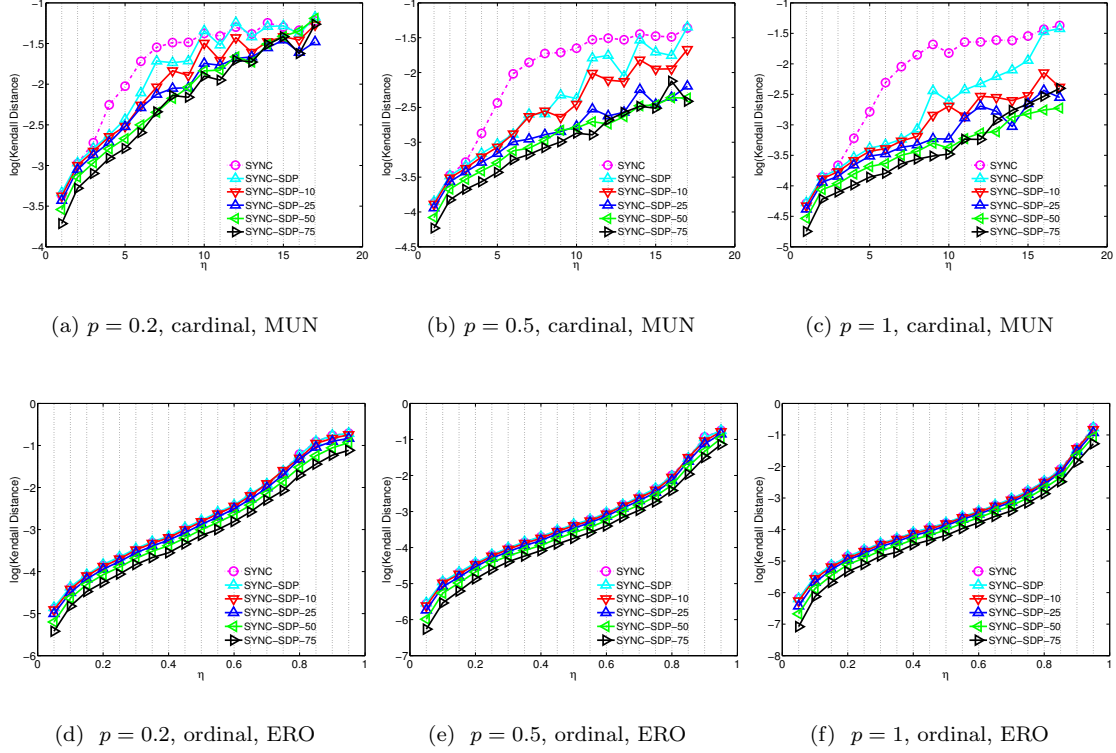 −1
−1.5
−2
−2.5
−3
−3.5
−4
log(Kendall Distance)
0 5 10 15 20
η
SYNC
SYNC−SDP
SYNC−SDP−10
SYNC−SDP−25
SYNC−SDP−50
SYNC−SDP−75
(a) p = 0.2, cardinal, MUN
−1
−1.5
−2
−2.5
−3
−3.5
−4
−4.5
log(Kendall Distance)
0 5 10 15 20
η
SYNC
SYNC−SDP
SYNC−SDP−10
SYNC−SDP−25
SYNC−SDP−50
SYNC−SDP−75
(b) p = 0.5, cardinal, MUN
−1
−1.5
−2
−2.5
−3
−3.5
−4
−4.5
−5
log(Kendall Distance)
0 5 10 15 20
η
SYNC
SYNC−SDP
SYNC−SDP−10
SYNC−SDP−25
SYNC−SDP−50
SYNC−SDP−75
(c) p = 1, cardinal, MUN
0
−1
−2
−3
−4
−5
−6
log(Kendall Distance)
0 0.2 0.4 0.6 0.8 1
η
SYNC
SYNC−SDP
SYNC−SDP−10
SYNC−SDP−25
SYNC−SDP−50
SYNC−SDP−75
(d) p = 0.2, ordinal, ERO
0
−1
−2
−3
−4
−5
−6
−7
log(Kendall Distance)
0 0.2 0.4 0.6 0.8 1
η
SYNC
SYNC−SDP
SYNC−SDP−10
SYNC−SDP−25
SYNC−SDP−50
SYNC−SDP−75
(e) p = 0.5, ordinal, ERO
0
−1
−2
−3
−4
−5
−6
−7
−8
log(Kendall Distance)
0 0.2 0.4 0.6 0.8 1
η
SYNC
SYNC−SDP
SYNC−SDP−10
SYNC−SDP−25
SYNC−SDP−50
SYNC−SDP−75
(f) p = 1, ordinal, ERO